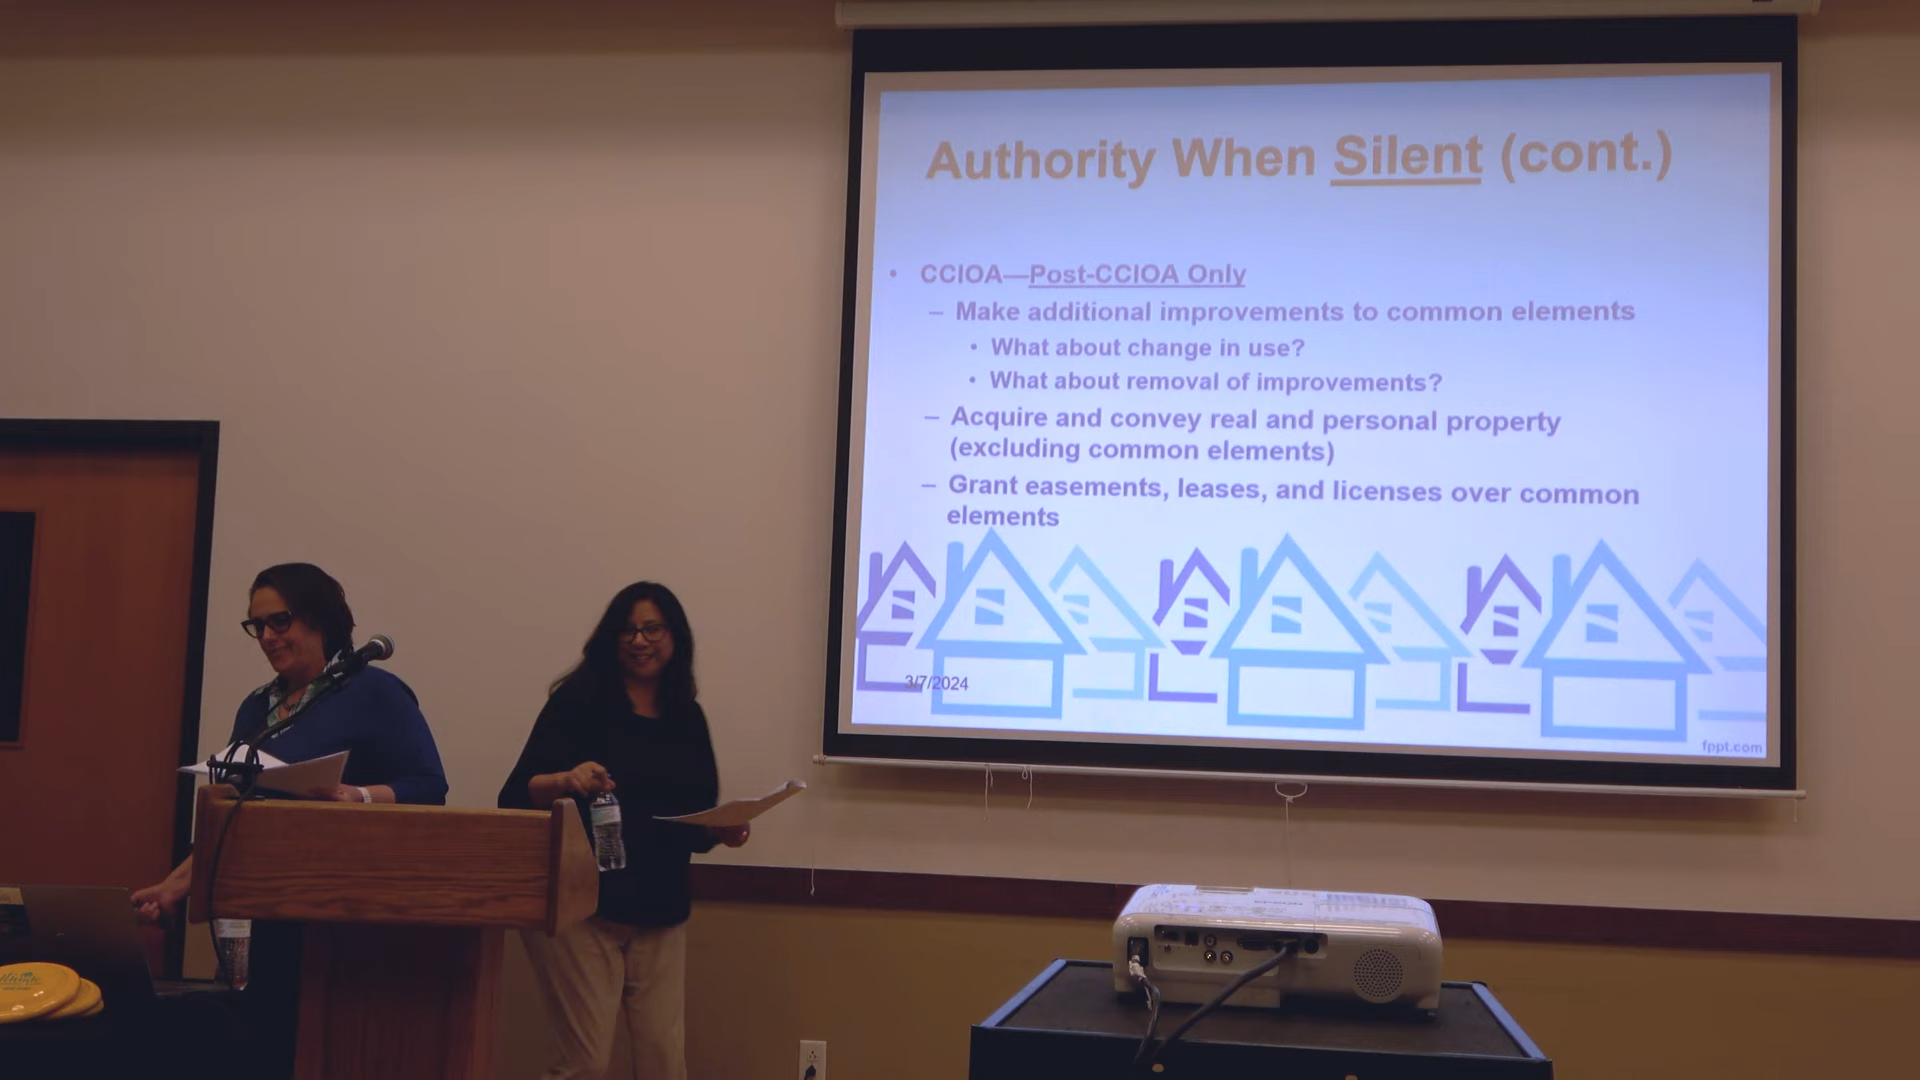 Authority When Silent (cont.)
• CCIOA—Post-CCIOA Only
– Make additional improvements to common elements
• What about change in use?
• What about removal of improvements?
– Acquire and convey real and personal property
(excluding common elements)
– Grant easements, leases, and licenses over common
elements
3/7/2024
fppt.com
EPSON